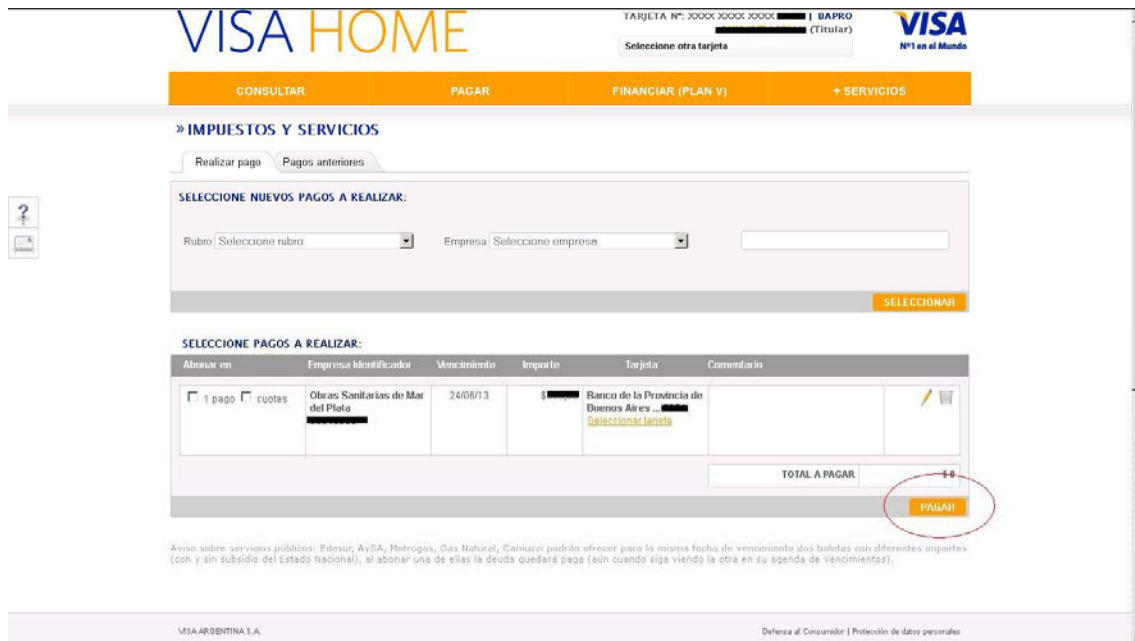 VISA HOME
TARJETA Nº: XXXX XXXX XXXX | BAPRO
(Titular)
Seleccione otra tarjeta
VISA
Nº1 en el Mundo
CONSULTAR PAGAR FINANCIAR (PLAN V) + SERVICIOS
» IMPUESTOS Y SERVICIOS
Realizar pago Pagos anteriores
SELECCIONE NUEVOS PAGOS A REALIZAR:
?
Rubro Seleccione rubro Empresa Seleccione empresa
SELECCIONAR
SELECCIONE PAGOS A REALIZAR:
Abonar en Empresa Identificador Vencimiento Importe Tarjeta Comentario
1 pago cuotas Obras Sanitarias de Mar 24/06/13 $ Banco de la Provincia de
del Plata Buenos Aires ...
Seleccionar tarjeta
TOTAL A PAGAR $ 0
PAGAR
Aviso sobre servicios públicos: Edesur, AySA, Metrogas, Gas Natural, Camuzzi podrán ofrecer para la misma fecha de vencimiento dos boletas con diferentes importes
(con y sin subsidio del Estado Nacional), al abonar una de ellas la deuda quedará paga (aún cuando siga viendo la otra en su agenda de vencimientos).
VISA ARGENTINA S.A. Defensa al Consumidor | Protección de datos personales